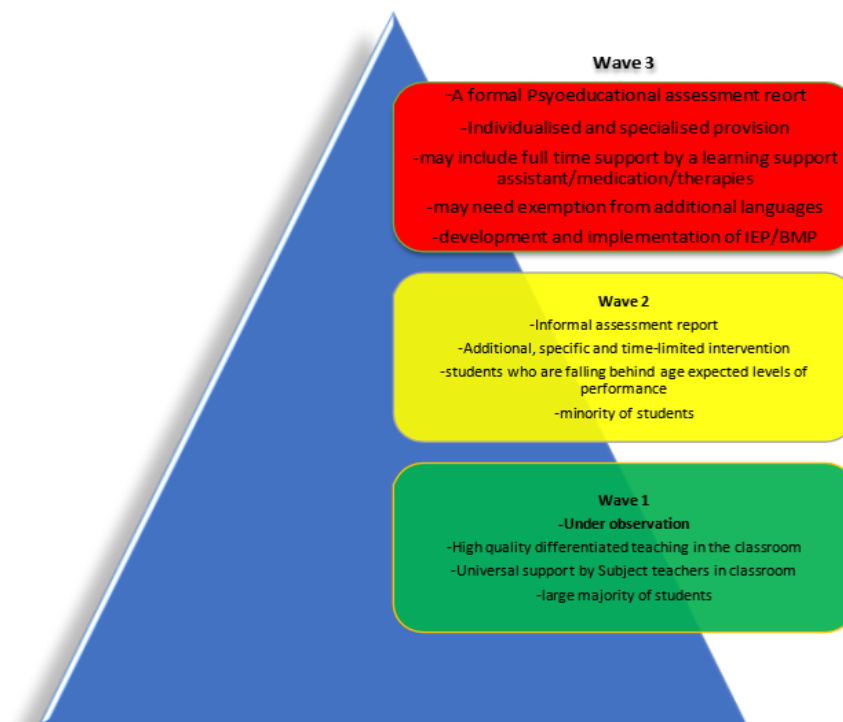 Wave 3
-A formal Psyoeducational assessment reort
-Individualised and specialised provision
-may include full time support by a learning support
assistant/medication/therapies
-may need exemption from additional languages
-development and implementation of IEP/BMP
Wave 2
-Informal assessment report
-Additional, specific and time-limited intervention
-students who are falling behind age expected levels of
performance
-minority of students
Wave 1
-Under observation
-High quality differentiated teaching in the classroom
-Universal support by Subject teachers in classroom
-large majority of students